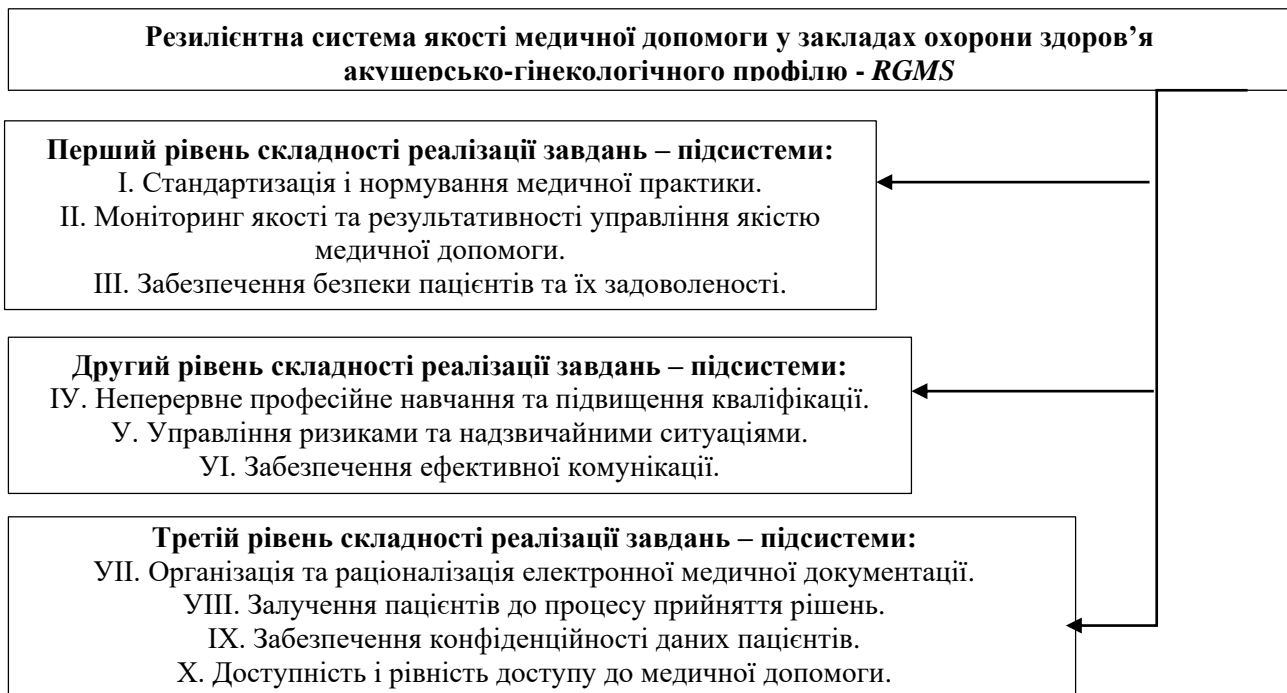 Резилієнтна система якості медичної допомоги у закладах охорони здоров’я
акушерсько-гінекологічного профілю - RGMS
Перший рівень складності реалізації завдань – підсистеми:
І. Стандартизація і нормування медичної практики.
ІІ. Моніторинг якості та результативності управління якістю
медичної допомоги.
ІІІ. Забезпечення безпеки пацієнтів та їх задоволеності.
Другий рівень складності реалізації завдань – підсистеми:
ІУ. Неперервне професійне навчання та підвищення кваліфікації.
У. Управління ризиками та надзвичайними ситуаціями.
УІ. Забезпечення ефективної комунікації.
Третій рівень складності реалізації завдань – підсистеми:
УІІ. Організація та раціоналізація електронної медичної документації.
УІІІ. Залучення пацієнтів до процесу прийняття рішень.
ІХ. Забезпечення конфіденційності даних пацієнтів.
Х. Доступність і рівність доступу до медичної допомоги.